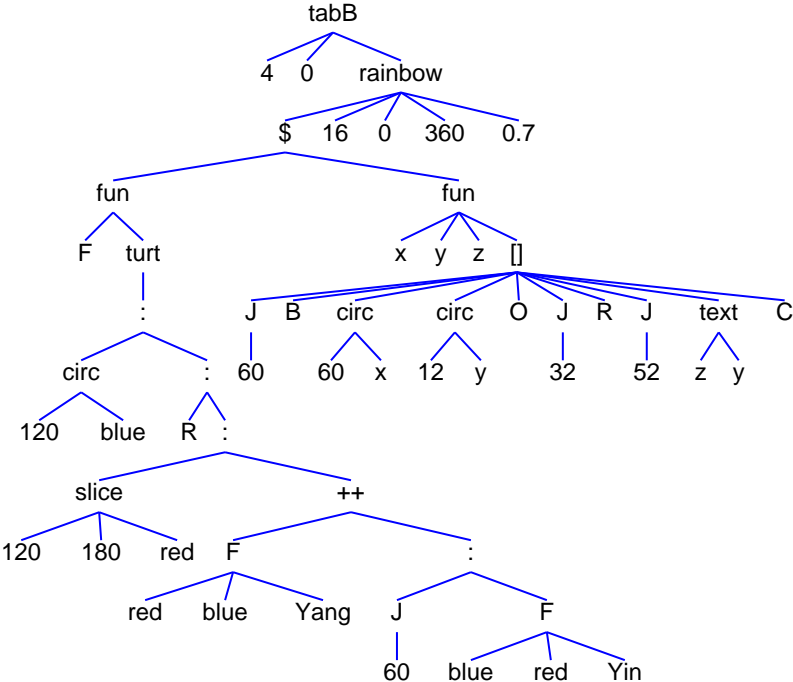 tabB
4 0 rainbow
$ 16 0 360 0.7
fun fun
F turt x y z []
: J B circ circ O J R J text C
circ : 60 60 x 12 y 32 52 z y
120 blue R :
slice ++
120 180 red F :
red blue Yang J F
60 blue red Yin